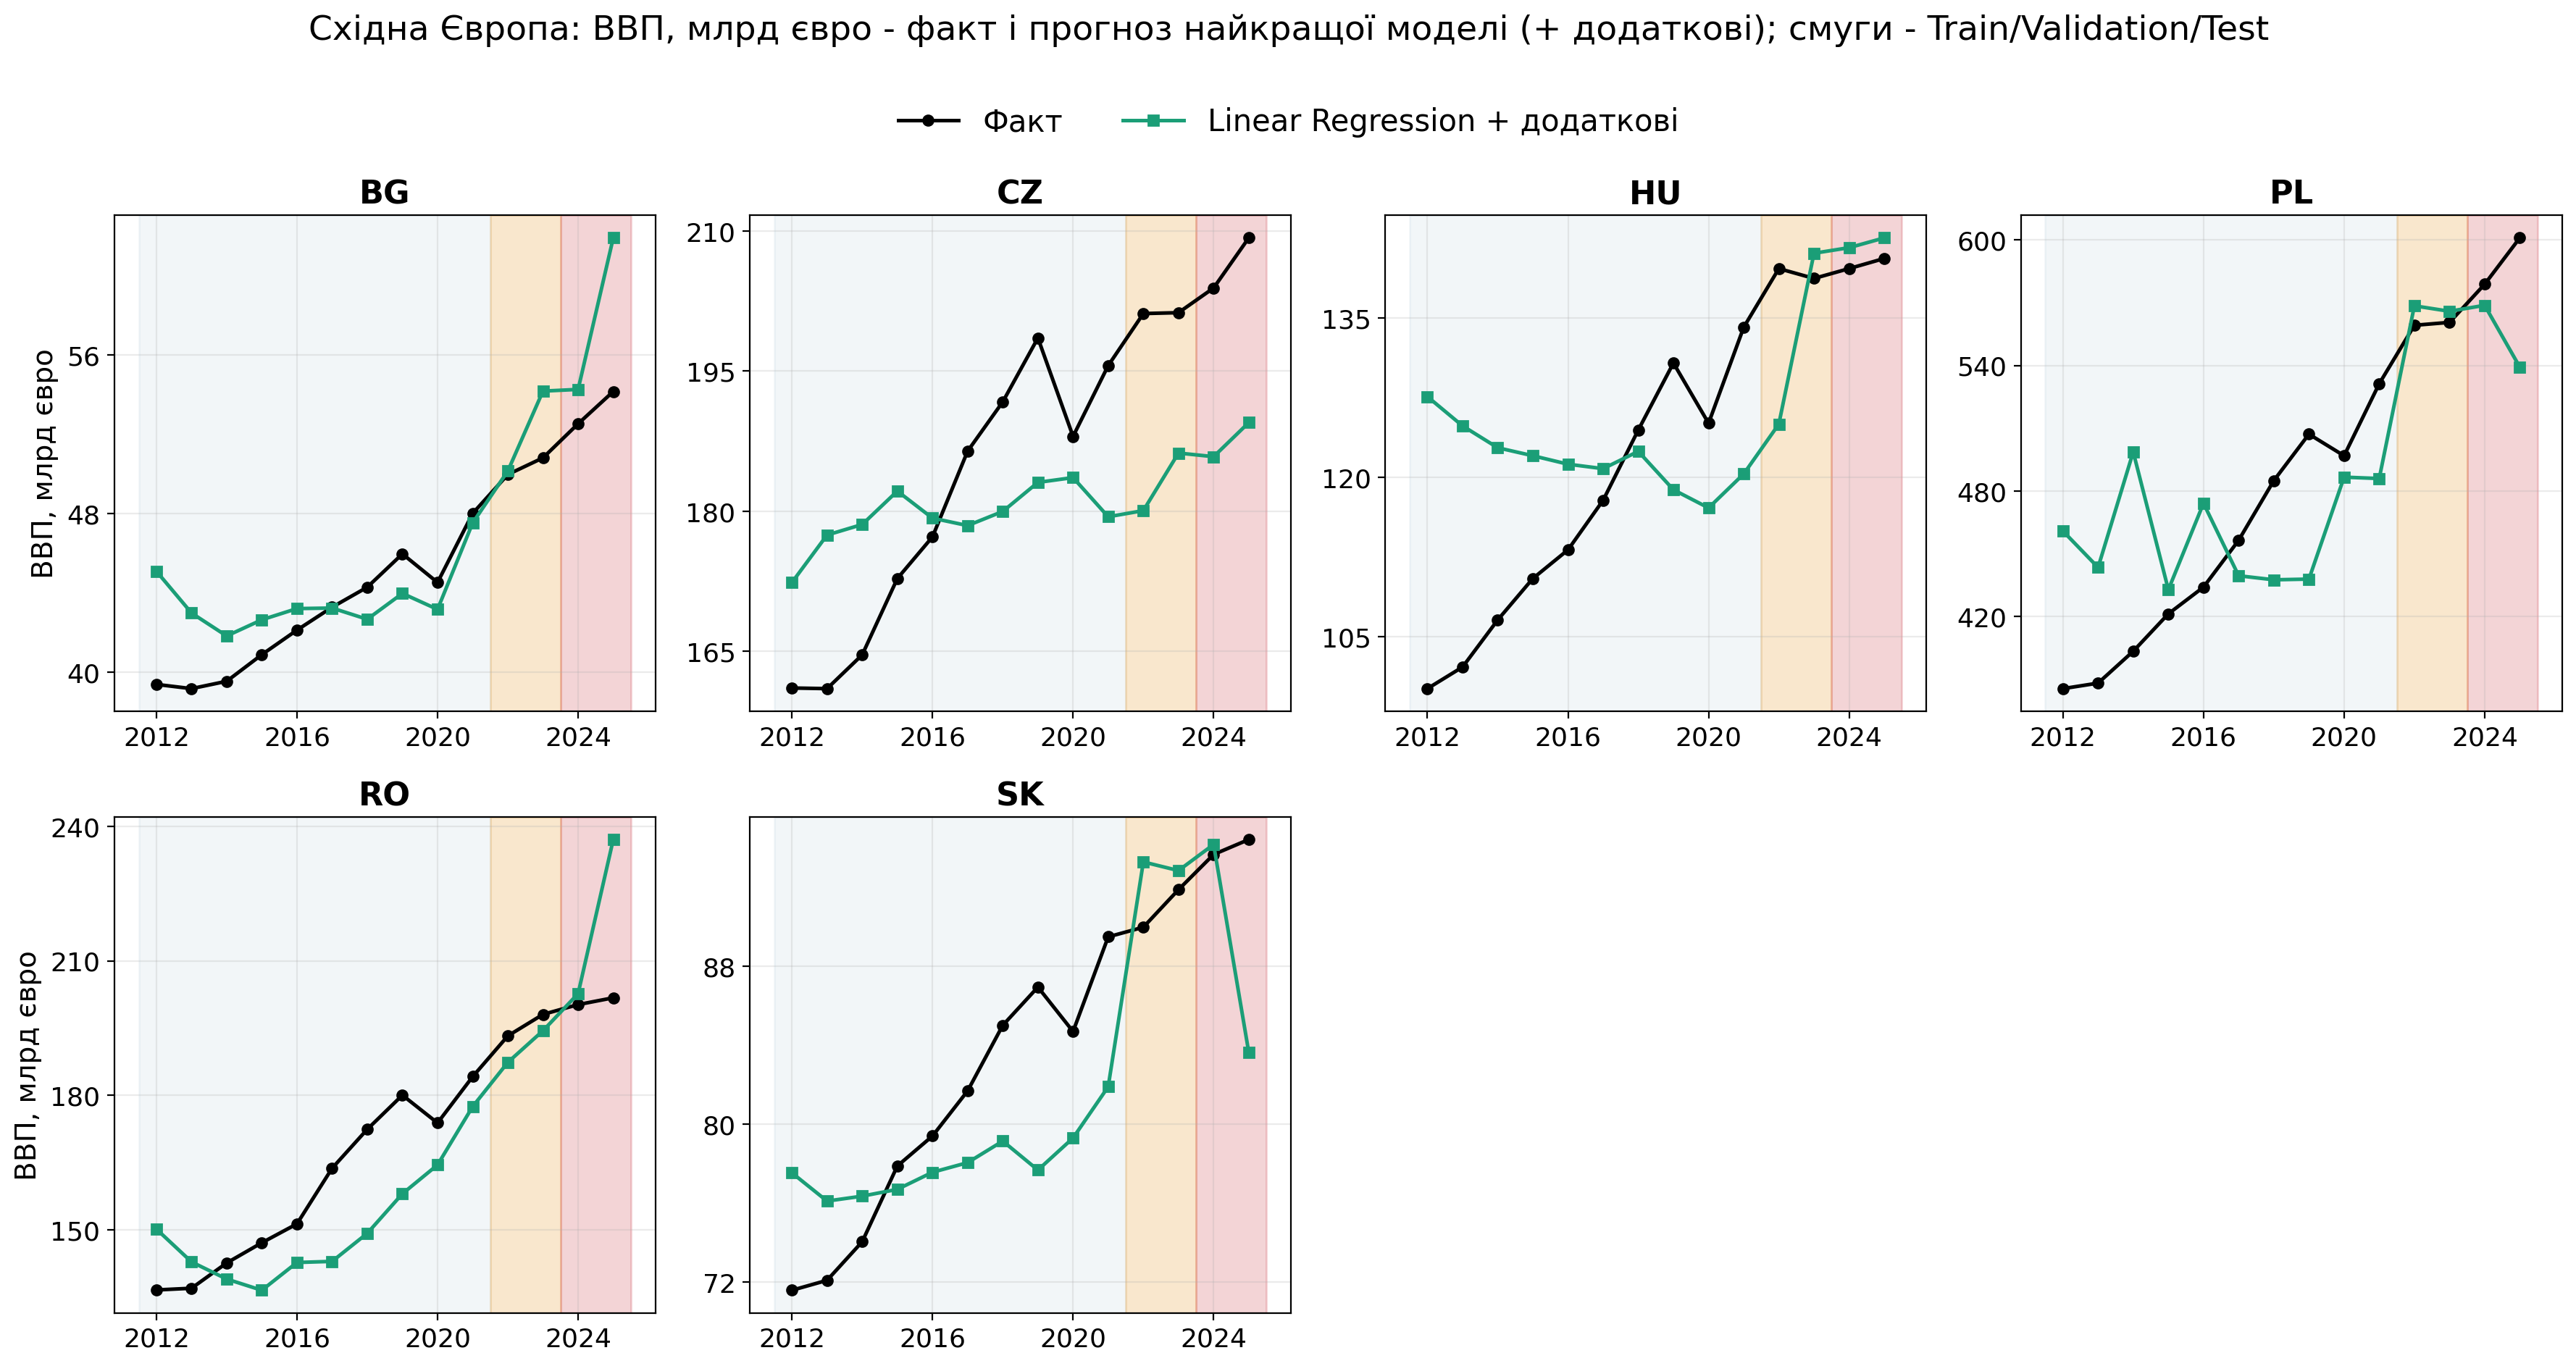 Східна Європа: ВВП, млрд євро - факт і прогноз найкращої моделі (+ додаткові); смуги - Train/Validation/Test
Факт
Linear Regression + додаткові
BG
ВВП, млрд євро
56
48
40
2012 2016 2020 2024
CZ
210
195
180
165
2012 2016 2020 2024
HU
135
120
105
2012 2016 2020 2024
PL
600
540
480
420
2012 2016 2020 2024
RO
ВВП, млрд євро
240
210
180
150
2012 2016 2020 2024
SK
88
80
72
2012 2016 2020 2024